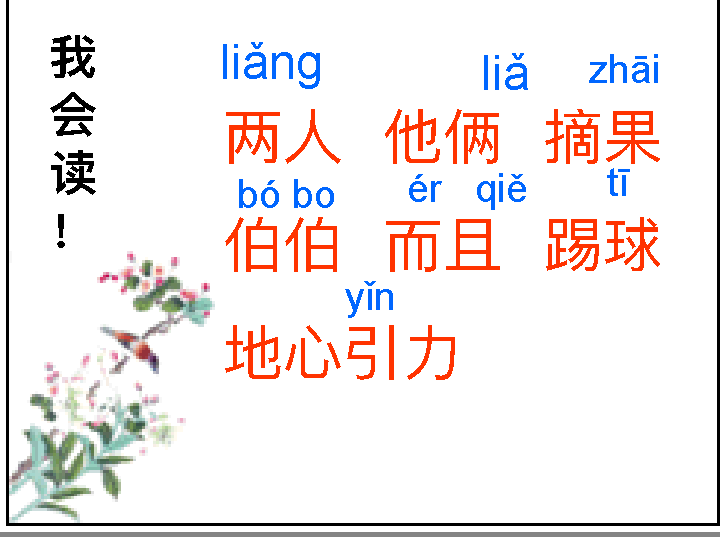 我会读！
liǎng liǎ zhāi
两人 他俩 摘果
bó bo ér qiě tī
伯伯 而且 踢球
yǐn
地心引力